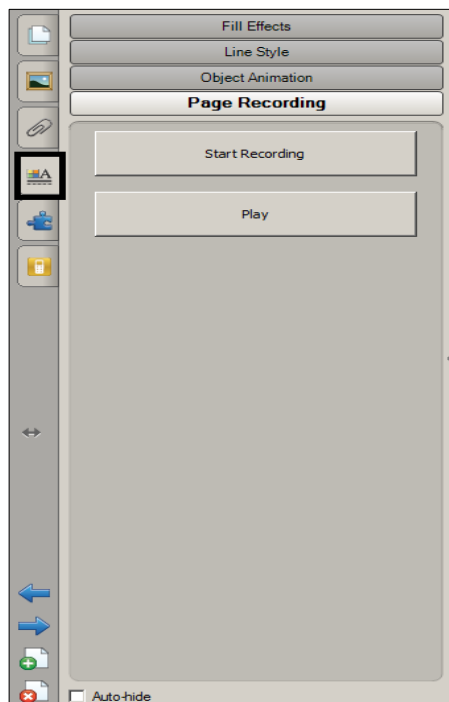 Fill Effects
Line Style
Object Animation
Page Recording
Start Recording
A
Play
Auto-hide